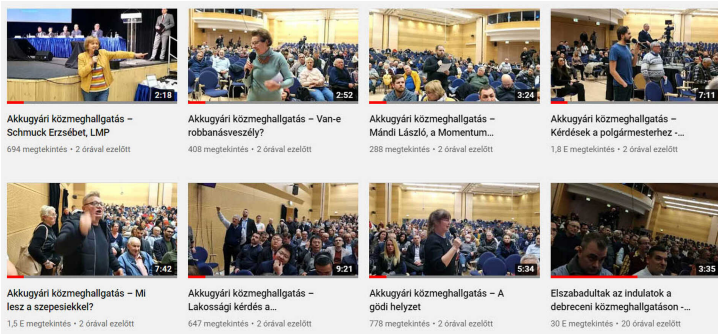 2:18
2:52
3:24
7:11
Akkugyári közmeghallgatás –
Schmuck Erzsébet, LMP
694 megtekintés • 2 órával ezelőtt
Akkugyári közmeghallgatás – Van-e
robbanásveszély?
408 megtekintés • 2 órával ezelőtt
Akkugyári közmeghallgatás –
Mándi László, a Momentum...
288 megtekintés • 2 órával ezelőtt
Akkugyári közmeghallgatás –
Kérdések a polgármesterhez -...
1,8 E megtekintés • 2 órával ezelőtt
7:42
9:21
5:34
3:35
Akkugyári közmeghallgatás – Mi
lesz a szepesiekkel?
1,5 E megtekintés • 2 órával ezelőtt
Akkugyári közmeghallgatás –
Lakossági kérdés a...
647 megtekintés • 2 órával ezelőtt
Akkugyári közmeghallgatás – A
gödi helyzet
778 megtekintés • 2 órával ezelőtt
Elszabadultak az indulatok a
debreceni közmeghallgatáson -...
30 E megtekintés • 20 órával ezelőtt